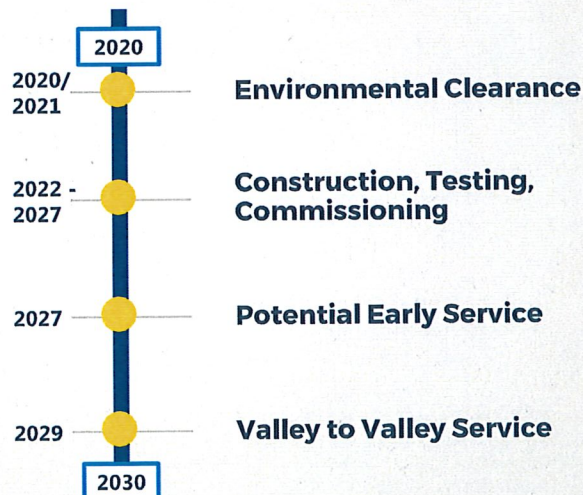 2020
2020/
2021
Environmental Clearance
2022 -
2027
Construction, Testing,
Commissioning
2027
Potential Early Service
2029
Valley to Valley Service
2030